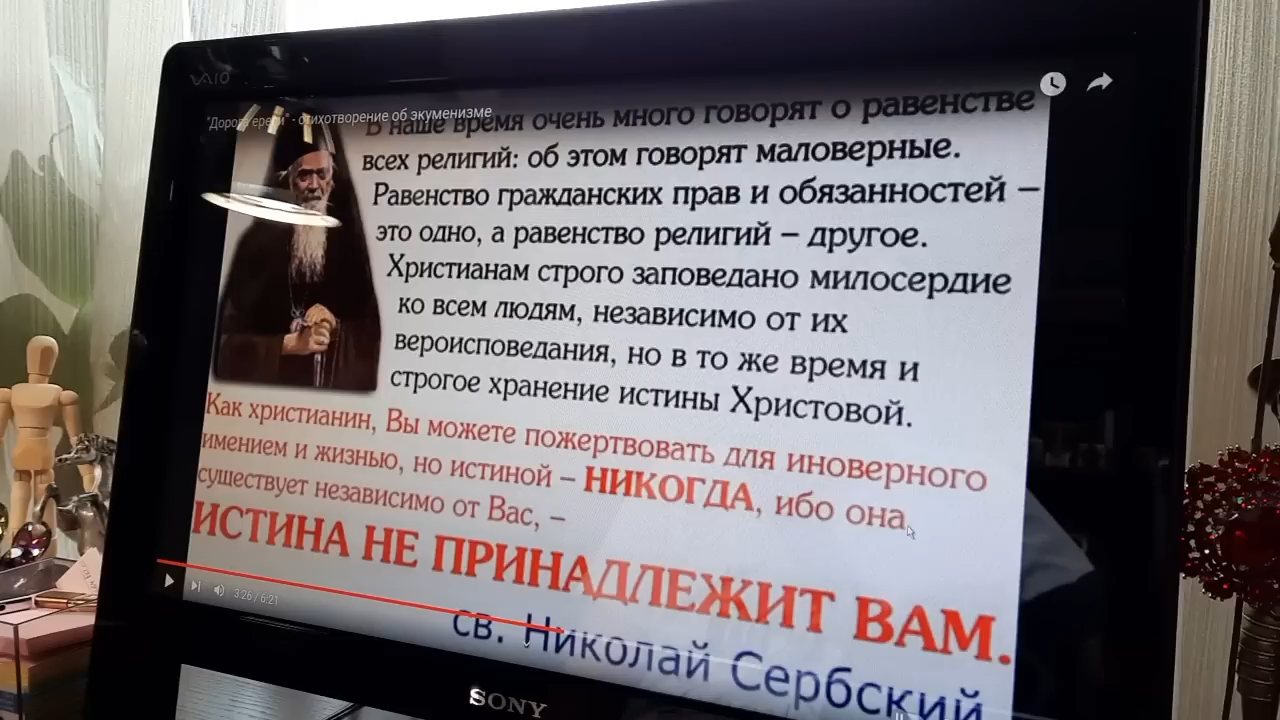 VAIO
"Дорога ереси" - стихотворение об экуменизме
В наше время очень много говорят о равенстве
всех религий: об этом говорят маловерные.
Равенство гражданских прав и обязанностей –
это одно, а равенство религий – другое.
Христианам строго заповедано милосердие
ко всем людям, независимо от их
вероисповедания, но в то же время и
строгое хранение истины Христовой.
Как христианин, Вы можете пожертвовать для иноверного
имением и жизнью, но истиной – НИКОГДА, ибо она
существует независимо от Вас, –
ИСТИНА НЕ ПРИНАДЛЕЖИТ ВАМ.
св. Николай Сербский
3:26 / 6:21
SONY